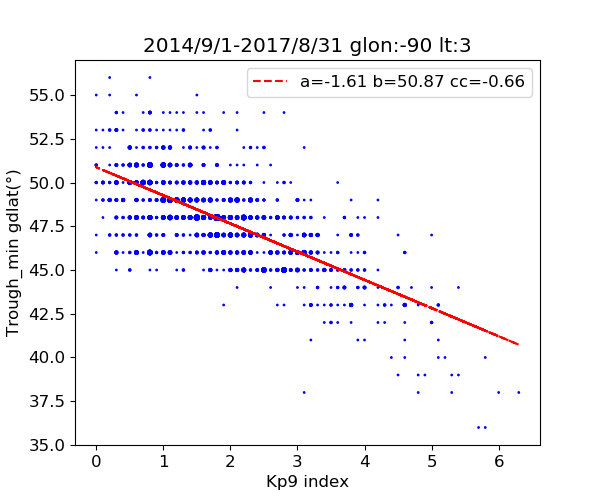 2014/9/1-2017/8/31 glon:-90 lt:3
a=-1.61 b=50.87 cc=-0.66
Trough_min gdlat(°)
55.0
52.5
50.0
47.5
45.0
42.5
40.0
37.5
35.0
0 1 2 3 4 5 6
Kp9 index